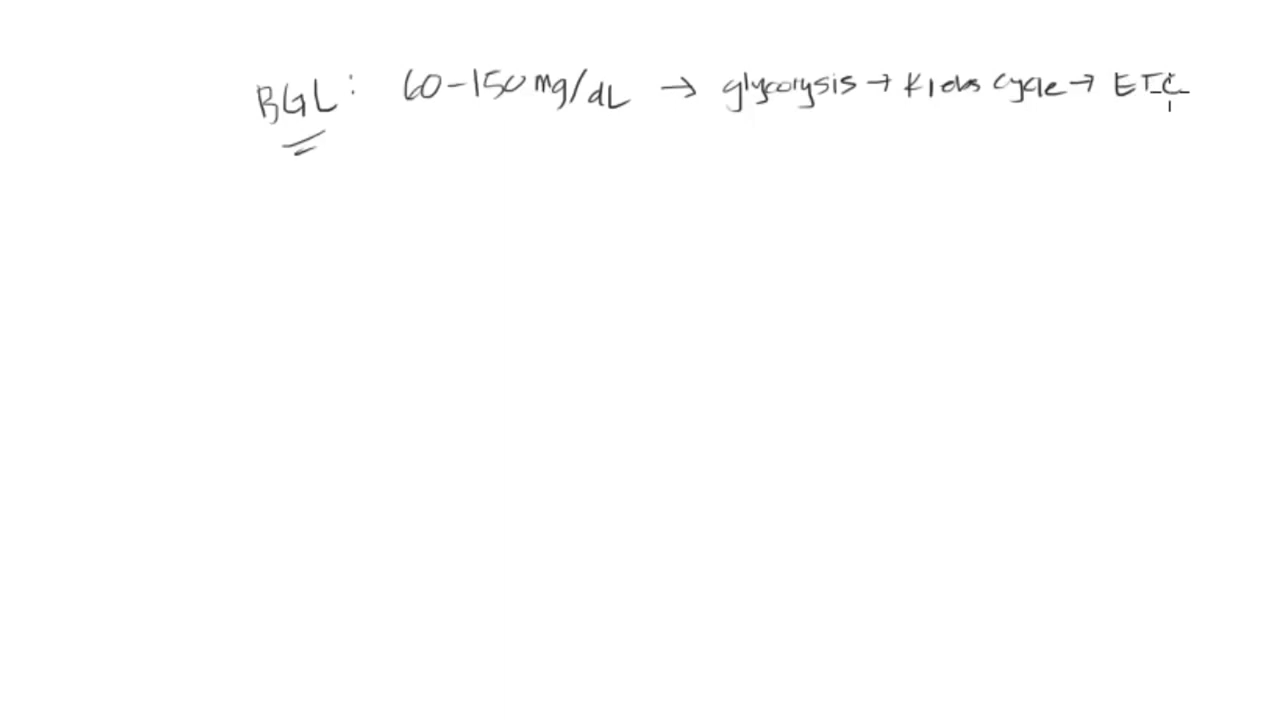 BGL: 60-150 mg/dL → glycolysis → Krebs Cycle → ETC